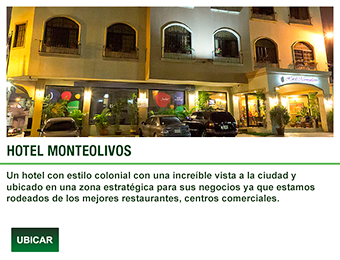 HOTEL MONTEOLIVOS
Un hotel con estilo colonial con una increíble vista a la ciudad y
ubicado en una zona estratégica para sus negocios ya que estamos
rodeados de los mejores restaurantes, centros comerciales.
UBICAR